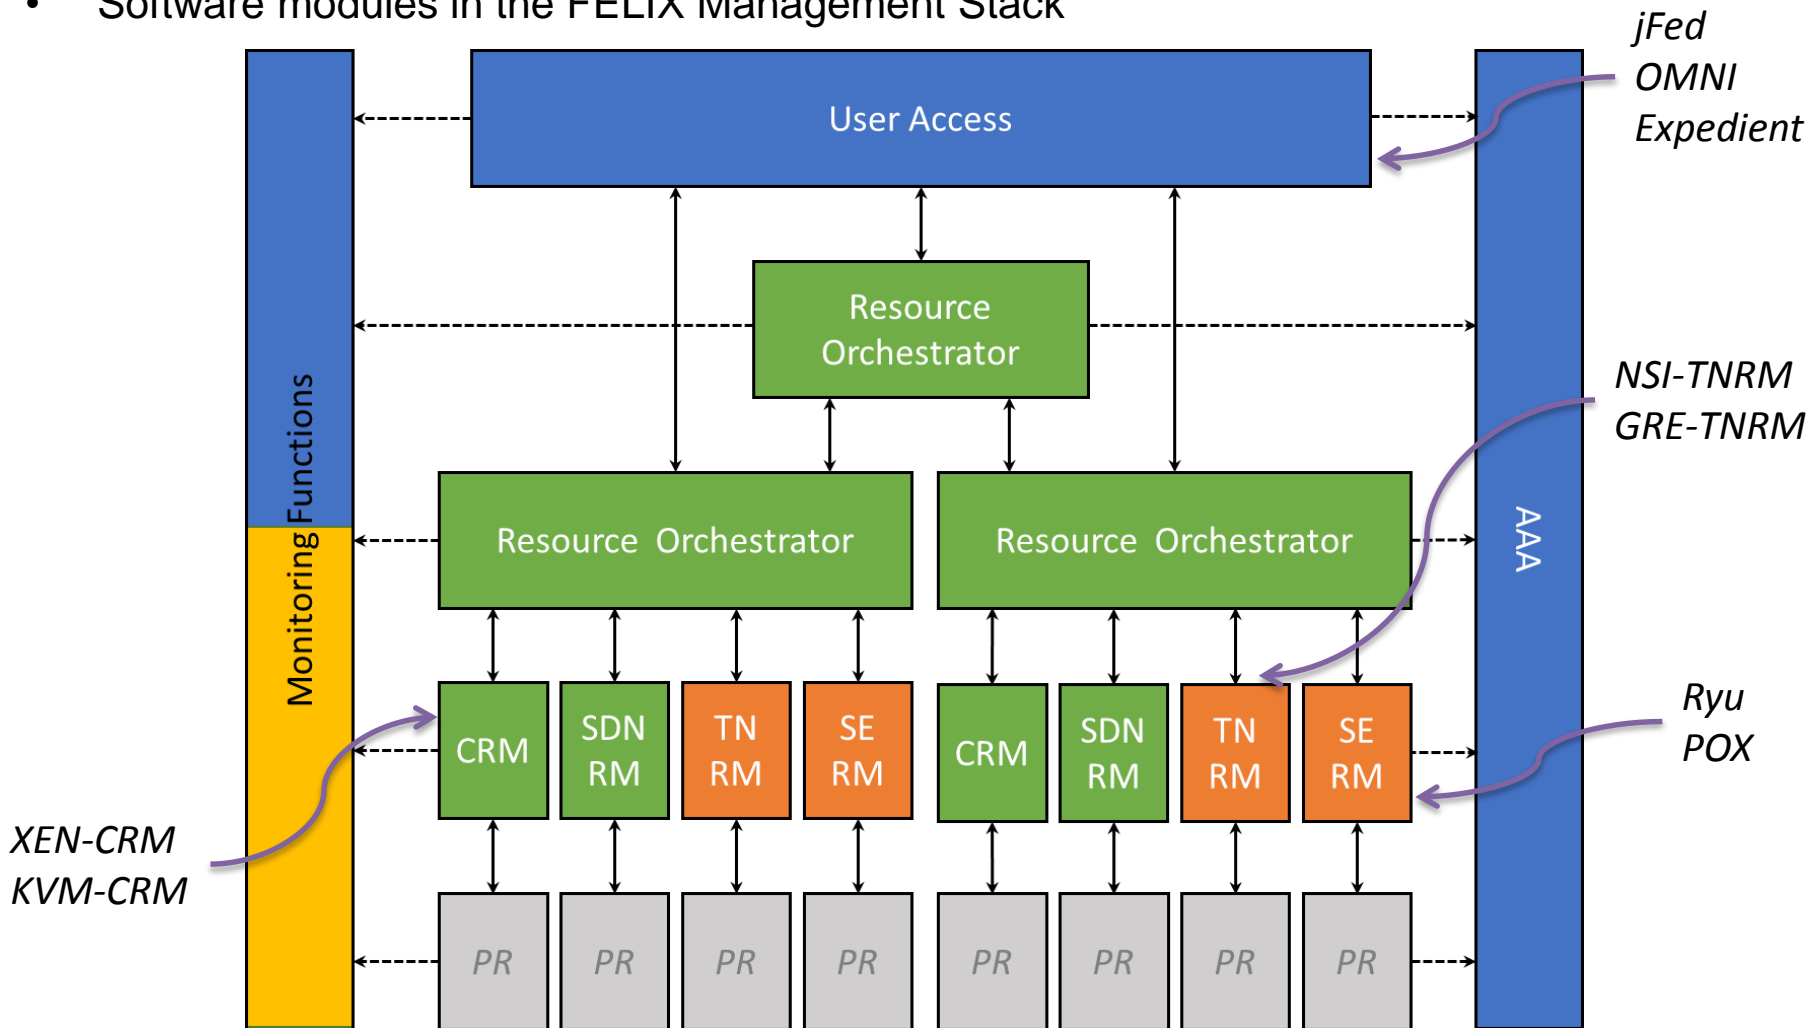 • Software modules in the FELIX Management Stack
jFed
OMNI
Expedient
User Access
Resource
Orchestrator
NSI-TNRM
GRE-TNRM
Monitoring Functions
Resource Orchestrator
Resource Orchestrator
AAA
CRM
SDN
RM
TN
RM
SE
RM
CRM
SDN
RM
TN
RM
SE
RM
Ryu
POX
XEN-CRM
KVM-CRM
PR
PR
PR
PR
PR
PR
PR
PR